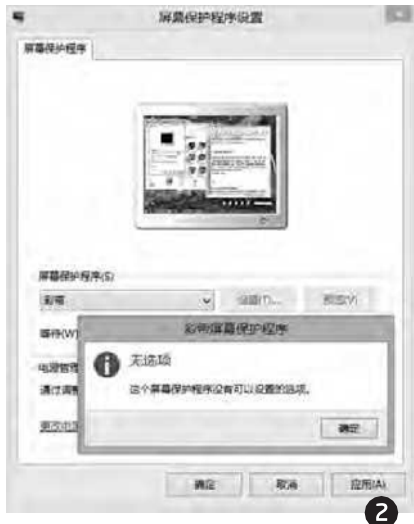 屏幕保护程序设置
屏幕保护程序
屏幕保护程序(S)
彩带
设置(T)...
预览(V)
等待(W)
彩带屏幕保护程序
无选项
电源管理
通过调整
这个屏幕保护程序没有可以设置的选项。
更改电源
确定
确定
取消
应用(A)
2